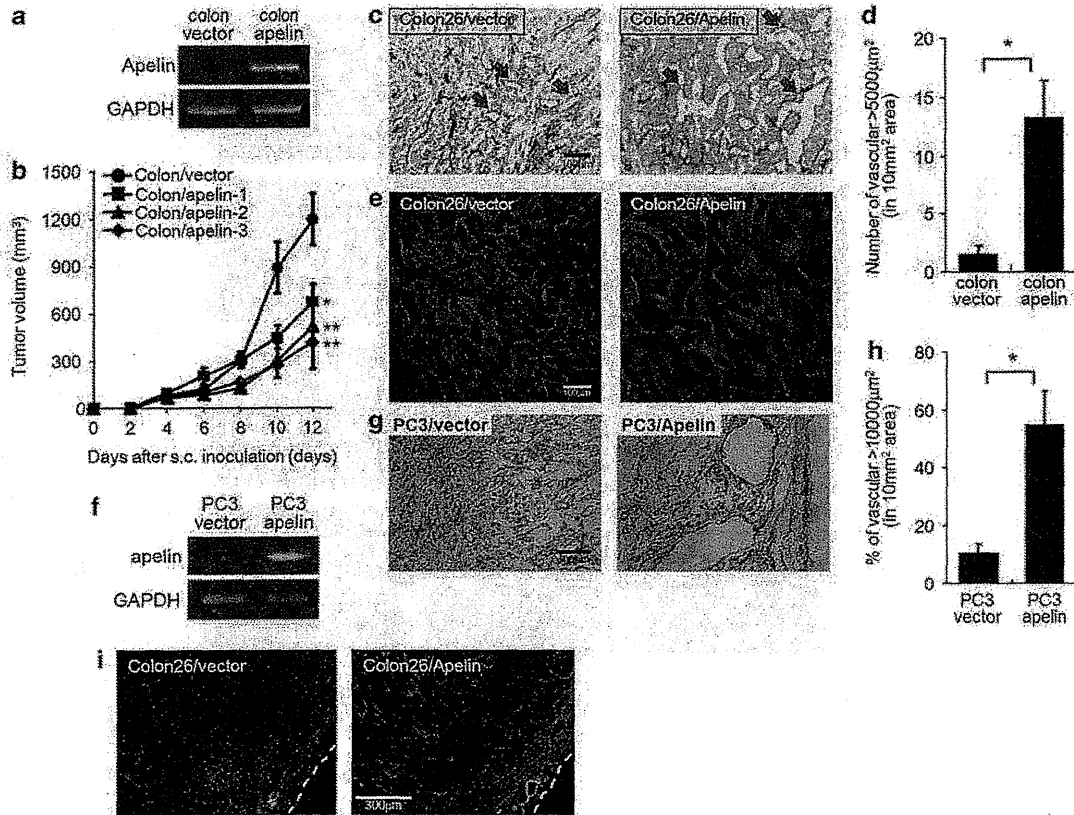 a
colon vector
colon apelin
Apelin
GAPDH
b
1500
1200
900
600
300
0
Tumor volume (mm³)
Colon/vector
Colon/apelin-1
Colon/apelin-2
Colon/apelin-3
*
**
**
0 2 4 6 8 10 12
Days after s.c. inoculation (days)
f
PC3 vector
PC3 apelin
apelin
GAPDH
c
Colon26/vector
Colon26/Apelin
e
Colon26/vector
100μm
Colon26/Apelin
g
PC3/vector
PC3/Apelin
d
20
15
10
5
0
Number of vascular >5000μm²
(in 10mm² area)
*
colon vector
colon apelin
h
80
60
40
20
0
% of vascular >10000μm²
(in 10mm² area)
*
PC3 vector
PC3 apelin
i
Colon26/vector
Colon26/Apelin
300μm